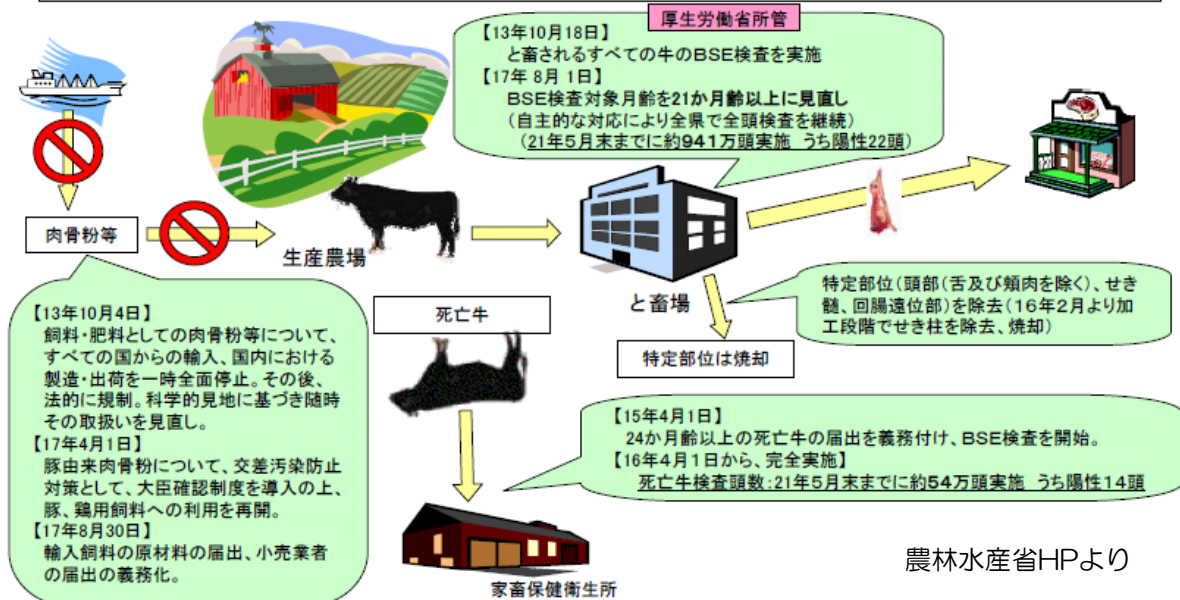 厚生労働省所管
【13年10月18日】
と畜されるすべての牛のBSE検査を実施
【17年 8月 1日】
BSE検査対象月齢を21か月齢以上に見直し
(自主的な対応により全県で全頭検査を継続)
(21年5月末までに約941万頭実施 うち陽性22頭)
肉骨粉等
生産農場
と畜場
特定部位(頭部(舌及び頬肉を除く)、せき
髄、回腸遠位部)を除去(16年2月より加
工段階でせき柱を除去、焼却)
特定部位は焼却
死亡牛
【13年10月4日】
飼料・肥料としての肉骨粉等について、
すべての国からの輸入、国内における
製造・出荷を一時全面停止。その後、
法的に規制。科学的見地に基づき随時
その取扱いを見直し。
【17年4月1日】
豚由来肉骨粉について、交差汚染防止
対策として、大臣確認制度を導入の上、
豚、鶏用飼料への利用を再開。
【17年8月30日】
輸入飼料の原材料の届出、小売業者
の届出の義務化。
【15年4月1日】
24か月齢以上の死亡牛の届出を義務付け、BSE検査を開始。
【16年4月1日から、完全実施】
死亡牛検査頭数:21年5月末までに約54万頭実施 うち陽性14頭
家畜保健衛生所
農林水産省HPより